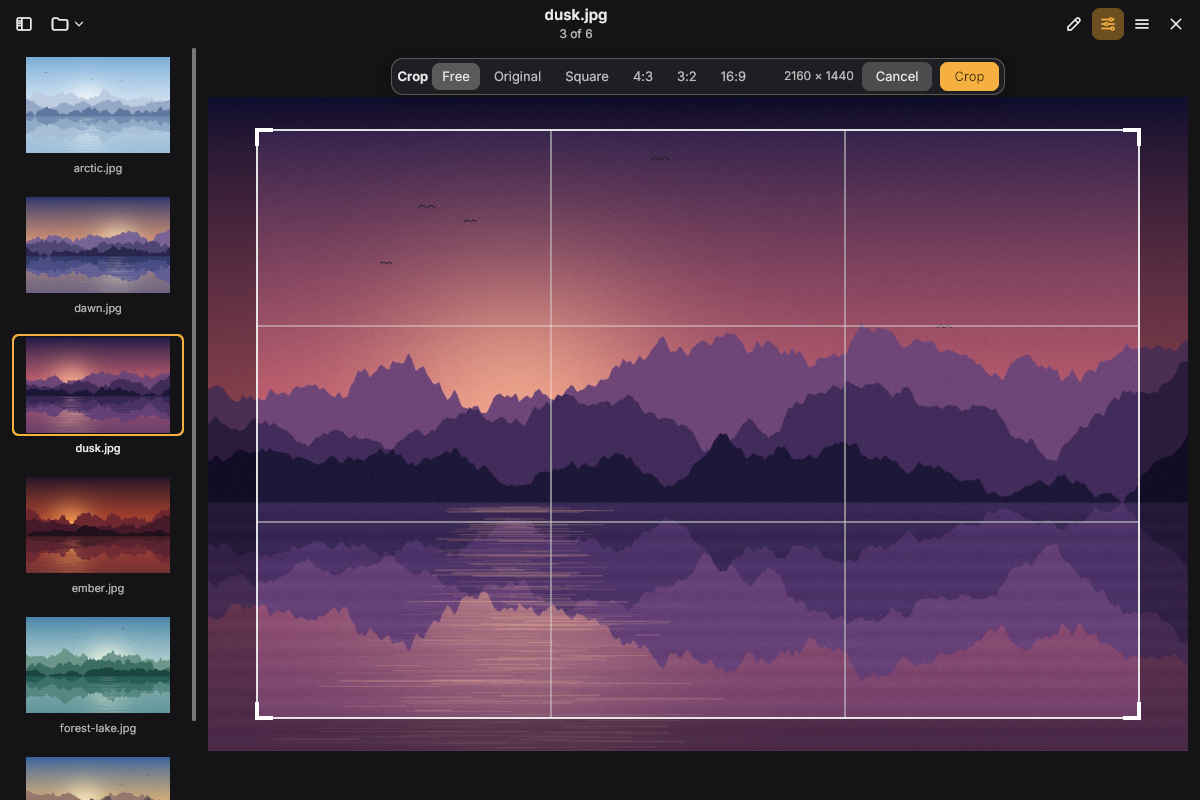 dusk.jpg
3 of 6
Crop Free Original Square 4:3 3:2 16:9 2160 × 1440 Cancel Crop
arctic.jpg
dawn.jpg
dusk.jpg
ember.jpg
forest-lake.jpg